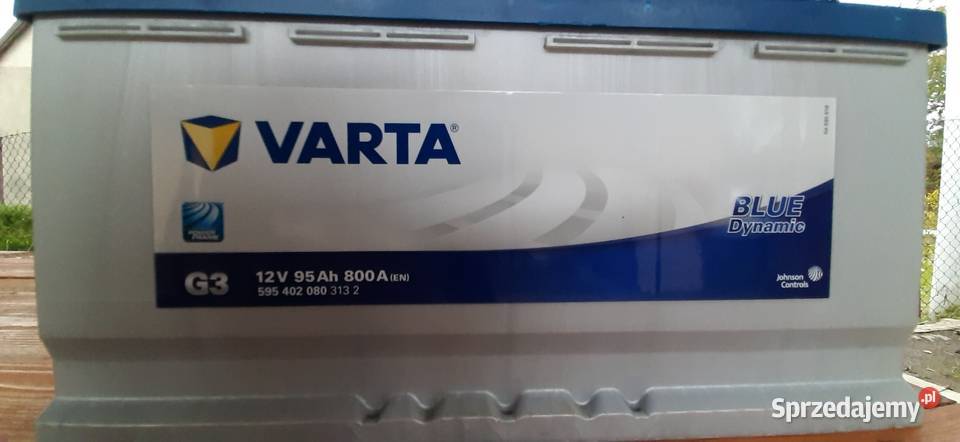 VARTA®
BLUE
Dynamic
G3
12V 95Ah 800A (EN)
595 402 080 313 2
Johnson
Controls
Sprzedajemy.pl